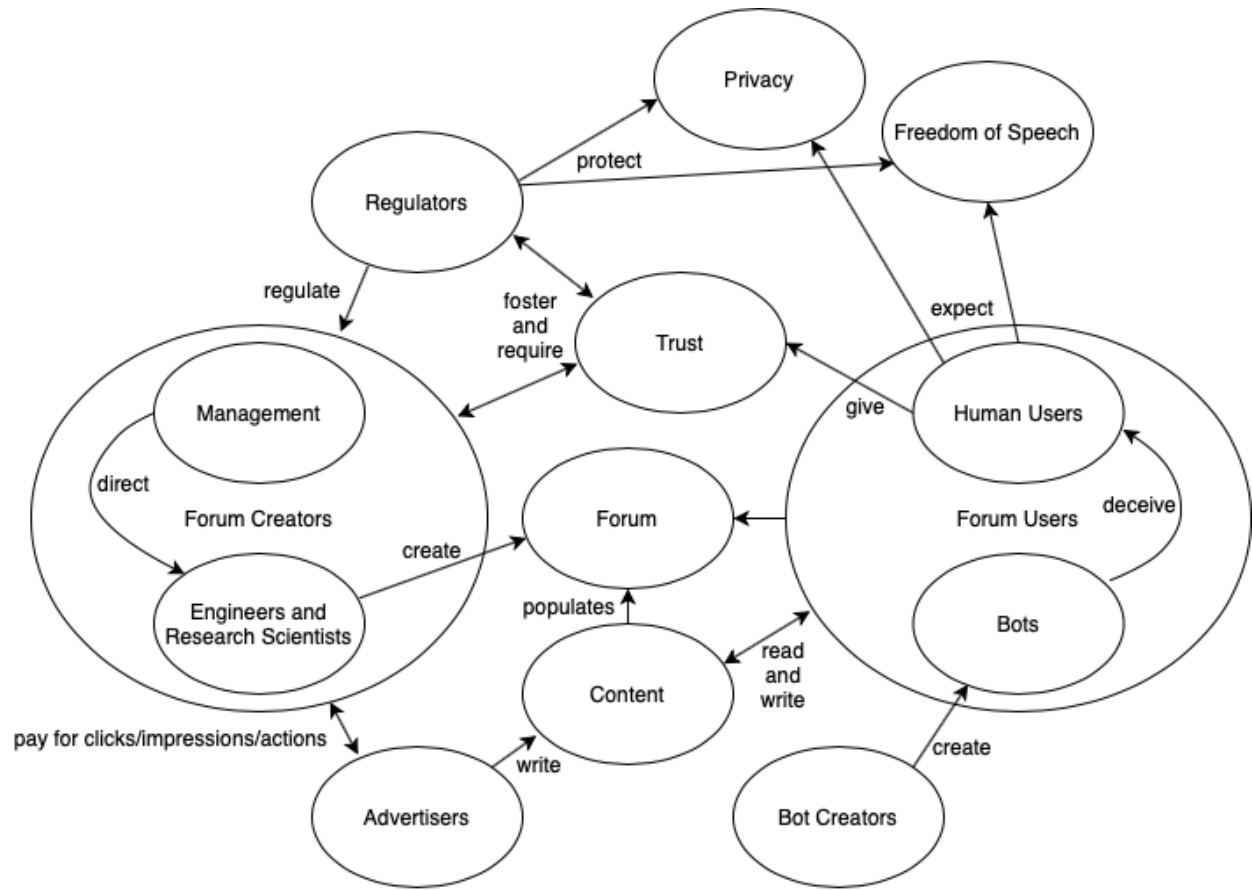 Privacy
Freedom of Speech
protect
Regulators
regulate
foster
and
require
Trust
expect
Management
give
Human Users
direct
Forum Creators
Forum
Forum Users
deceive
create
Engineers and
Research Scientists
populates
Bots
read
and
write
Content
pay for clicks/impressions/actions
write
create
Advertisers
Bot Creators